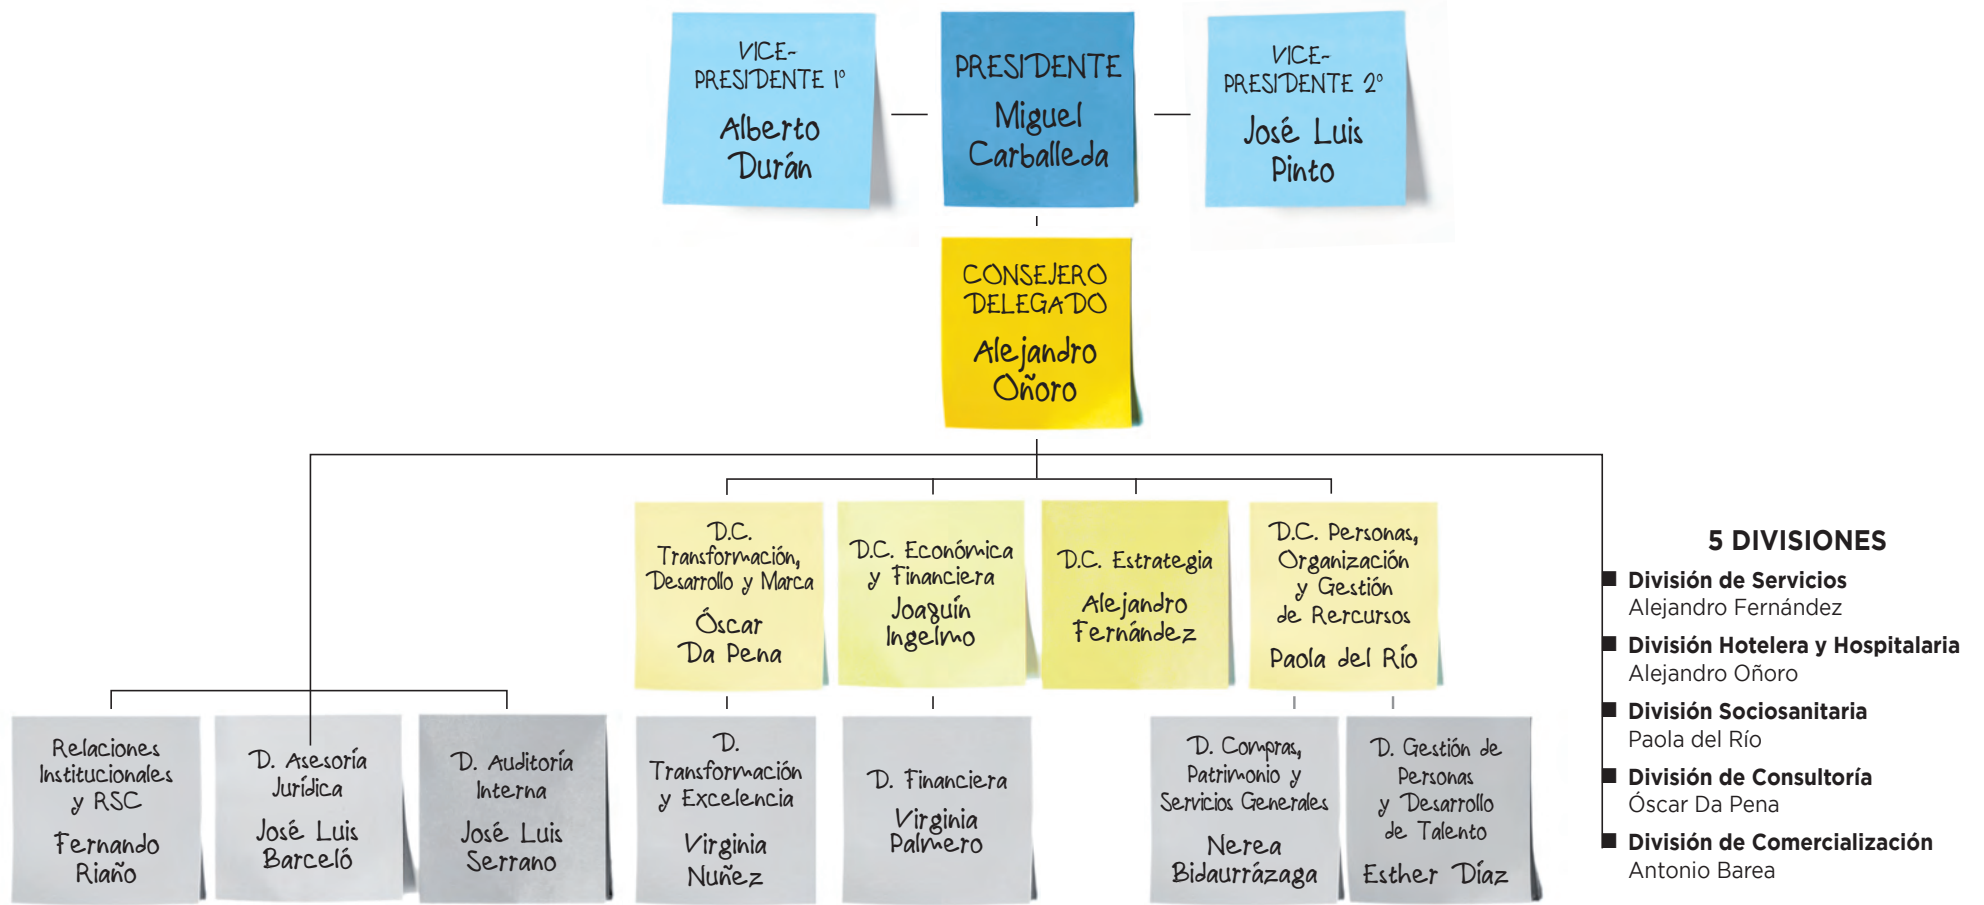 VICE-
PRESIDENTE 1º
Alberto
Durán
PRESIDENTE
Miguel
Carballeda
VICE-
PRESIDENTE 2º
José Luis
Pinto
CONSEJERO
DELEGADO
Alejandro
Oñoro
D.C.
Transformación,
Desarrollo y Marca
Óscar
Da Pena
D.C. Económica
y Financiera
Joaquín
Ingelmo
D.C. Estrategia
Alejandro
Fernández
D.C. Personas,
Organización
y Gestión
de Rercursos
Paola del Río
Relaciones
Institucionales
y RSC
Fernando
Riaño
D. Asesoría
Jurídica
José Luis
Barceló
D. Auditoría
Interna
José Luis
Serrano
D.
Transformación
y Excelencia
Virginia
Nuñez
D. Financiera
Virginia
Palmero
D. Compras,
Patrimonio y
Servicios Generales
Nerea
Bidaurrázaga
D. Gestión de
Personas
y Desarrollo
de Talento
Esther Díaz
5 DIVISIONES
División de Servicios
Alejandro Fernández
División Hotelera y Hospitalaria
Alejandro Oñoro
División Sociosanitaria
Paola del Río
División de Consultoría
Óscar Da Pena
División de Comercialización
Antonio Barea